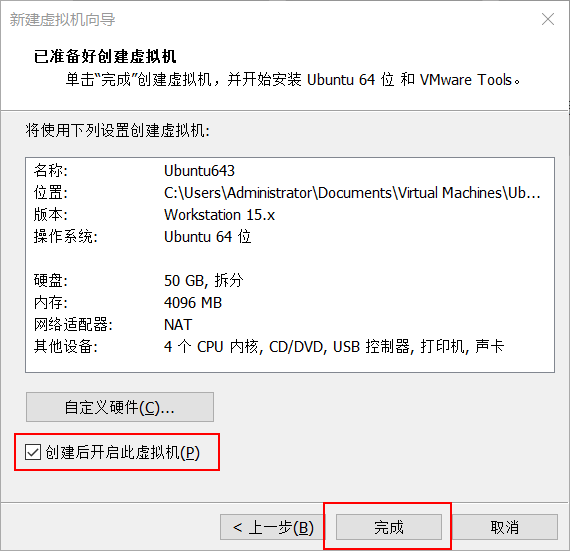 新建虚拟机向导
已准备好创建虚拟机
单击“完成”创建虚拟机，并开始安装 Ubuntu 64 位 和 VMware Tools。
将使用下列设置创建虚拟机:
名称: Ubuntu643
位置: C:\Users\Administrator\Documents\Virtual Machines\Ub...
版本: Workstation 15.x
操作系统: Ubuntu 64 位
硬盘: 50 GB, 拆分
内存: 4096 MB
网络适配器: NAT
其他设备: 4 个 CPU 内核, CD/DVD, USB 控制器, 打印机, 声卡
自定义硬件(C)...
创建后开启此虚拟机(P)
< 上一步(B) 完成 取消